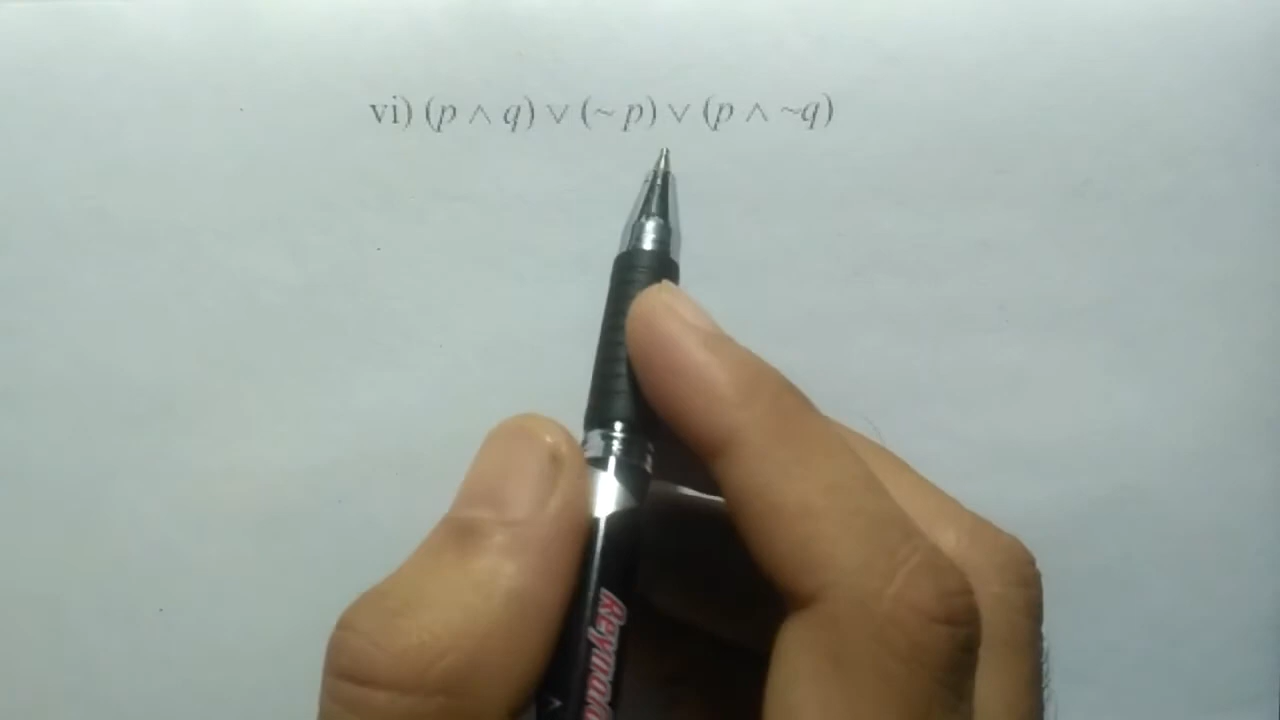 vi) (p ∧ q) ∨ (~ p) ∨ (p ∧ ~q)